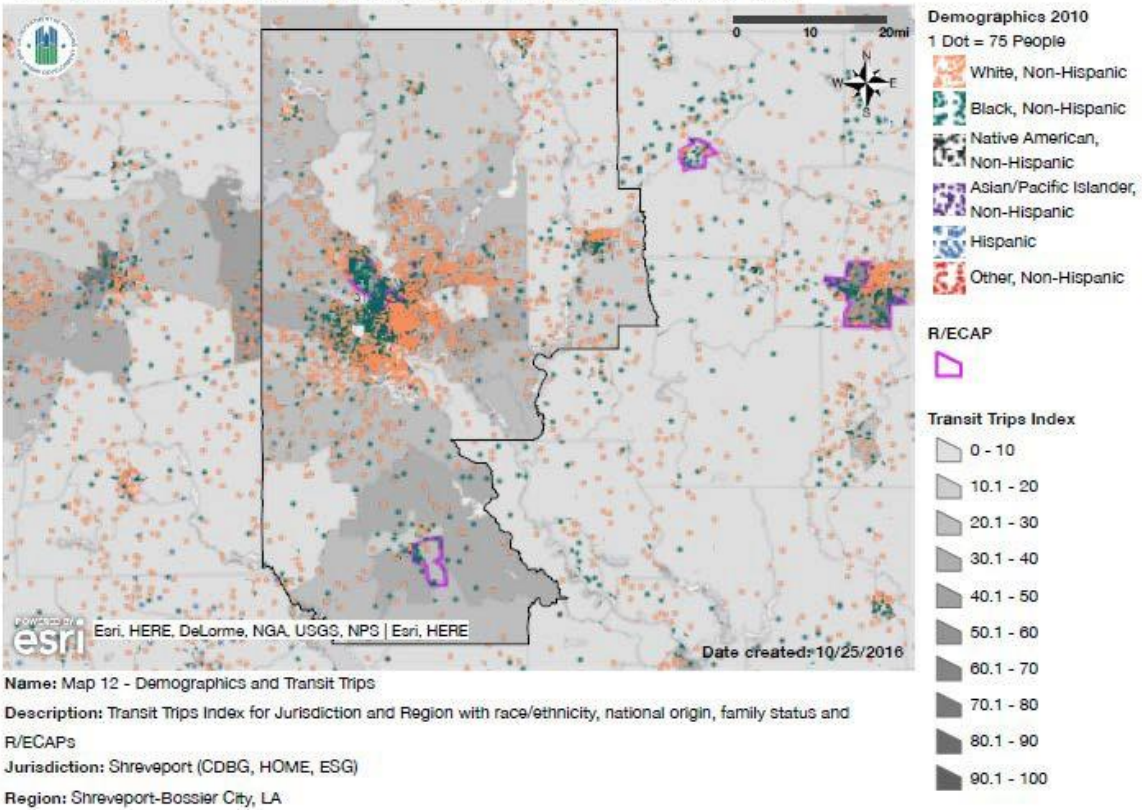 0 10 20mi
N
W E
S
Demographics 2010
1 Dot = 75 People
White, Non-Hispanic
Black, Non-Hispanic
Native American,
Non-Hispanic
Asian/Pacific Islander,
Non-Hispanic
Hispanic
Other, Non-Hispanic
R/ECAP
Transit Trips Index
0 - 10
10.1 - 20
20.1 - 30
30.1 - 40
40.1 - 50
50.1 - 60
60.1 - 70
70.1 - 80
80.1 - 90
90.1 - 100
POWERED BY
esri
Esri, HERE, DeLorme, NGA, USGS, NPS | Esri, HERE
Date created: 10/25/2016
Name: Map 12 - Demographics and Transit Trips
Description: Transit Trips Index for Jurisdiction and Region with race/ethnicity, national origin, family status and
R/ECAPs
Jurisdiction: Shreveport (CDBG, HOME, ESG)
Region: Shreveport-Bossier City, LA